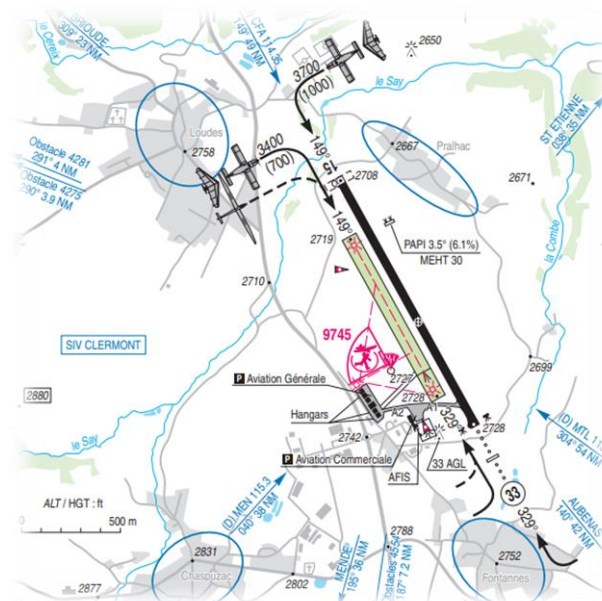 BRIOUDE
309° 23 NM
le Cereix
CFA 114.35
149° 49 NM
2650
3700
(1000)
le Say
ST ETIENNE
038° 35 NM
Loudes
2758
3400
(700)
149°
15
2667
Pralhac
2708
2671
Obstacle 4281
291° 4 NM
Obstacle 4275
290° 3.9 NM
la Combe
149°
2719
PAPI 3.5° (6.1%)
MEHT 30
2710
SIV CLERMONT
9745
2699
P Aviation Générale
2727
2880
2728
Hangars
A2
A1
329°
2728
(D) MTL 11
304° 54 NM
le Say
2742
P Aviation Commerciale
33 AGL
AFIS
33
329°
ALT / HGT : ft
500 m
(D) MEN 115.3
040° 38 NM
AUBENAS
140° 42 NM
2831
Chaspuzac
2788
MENDE
195° 36 NM
Obstacles 4554
187° 7.2 NM
2752
Fontannes
2877
2802